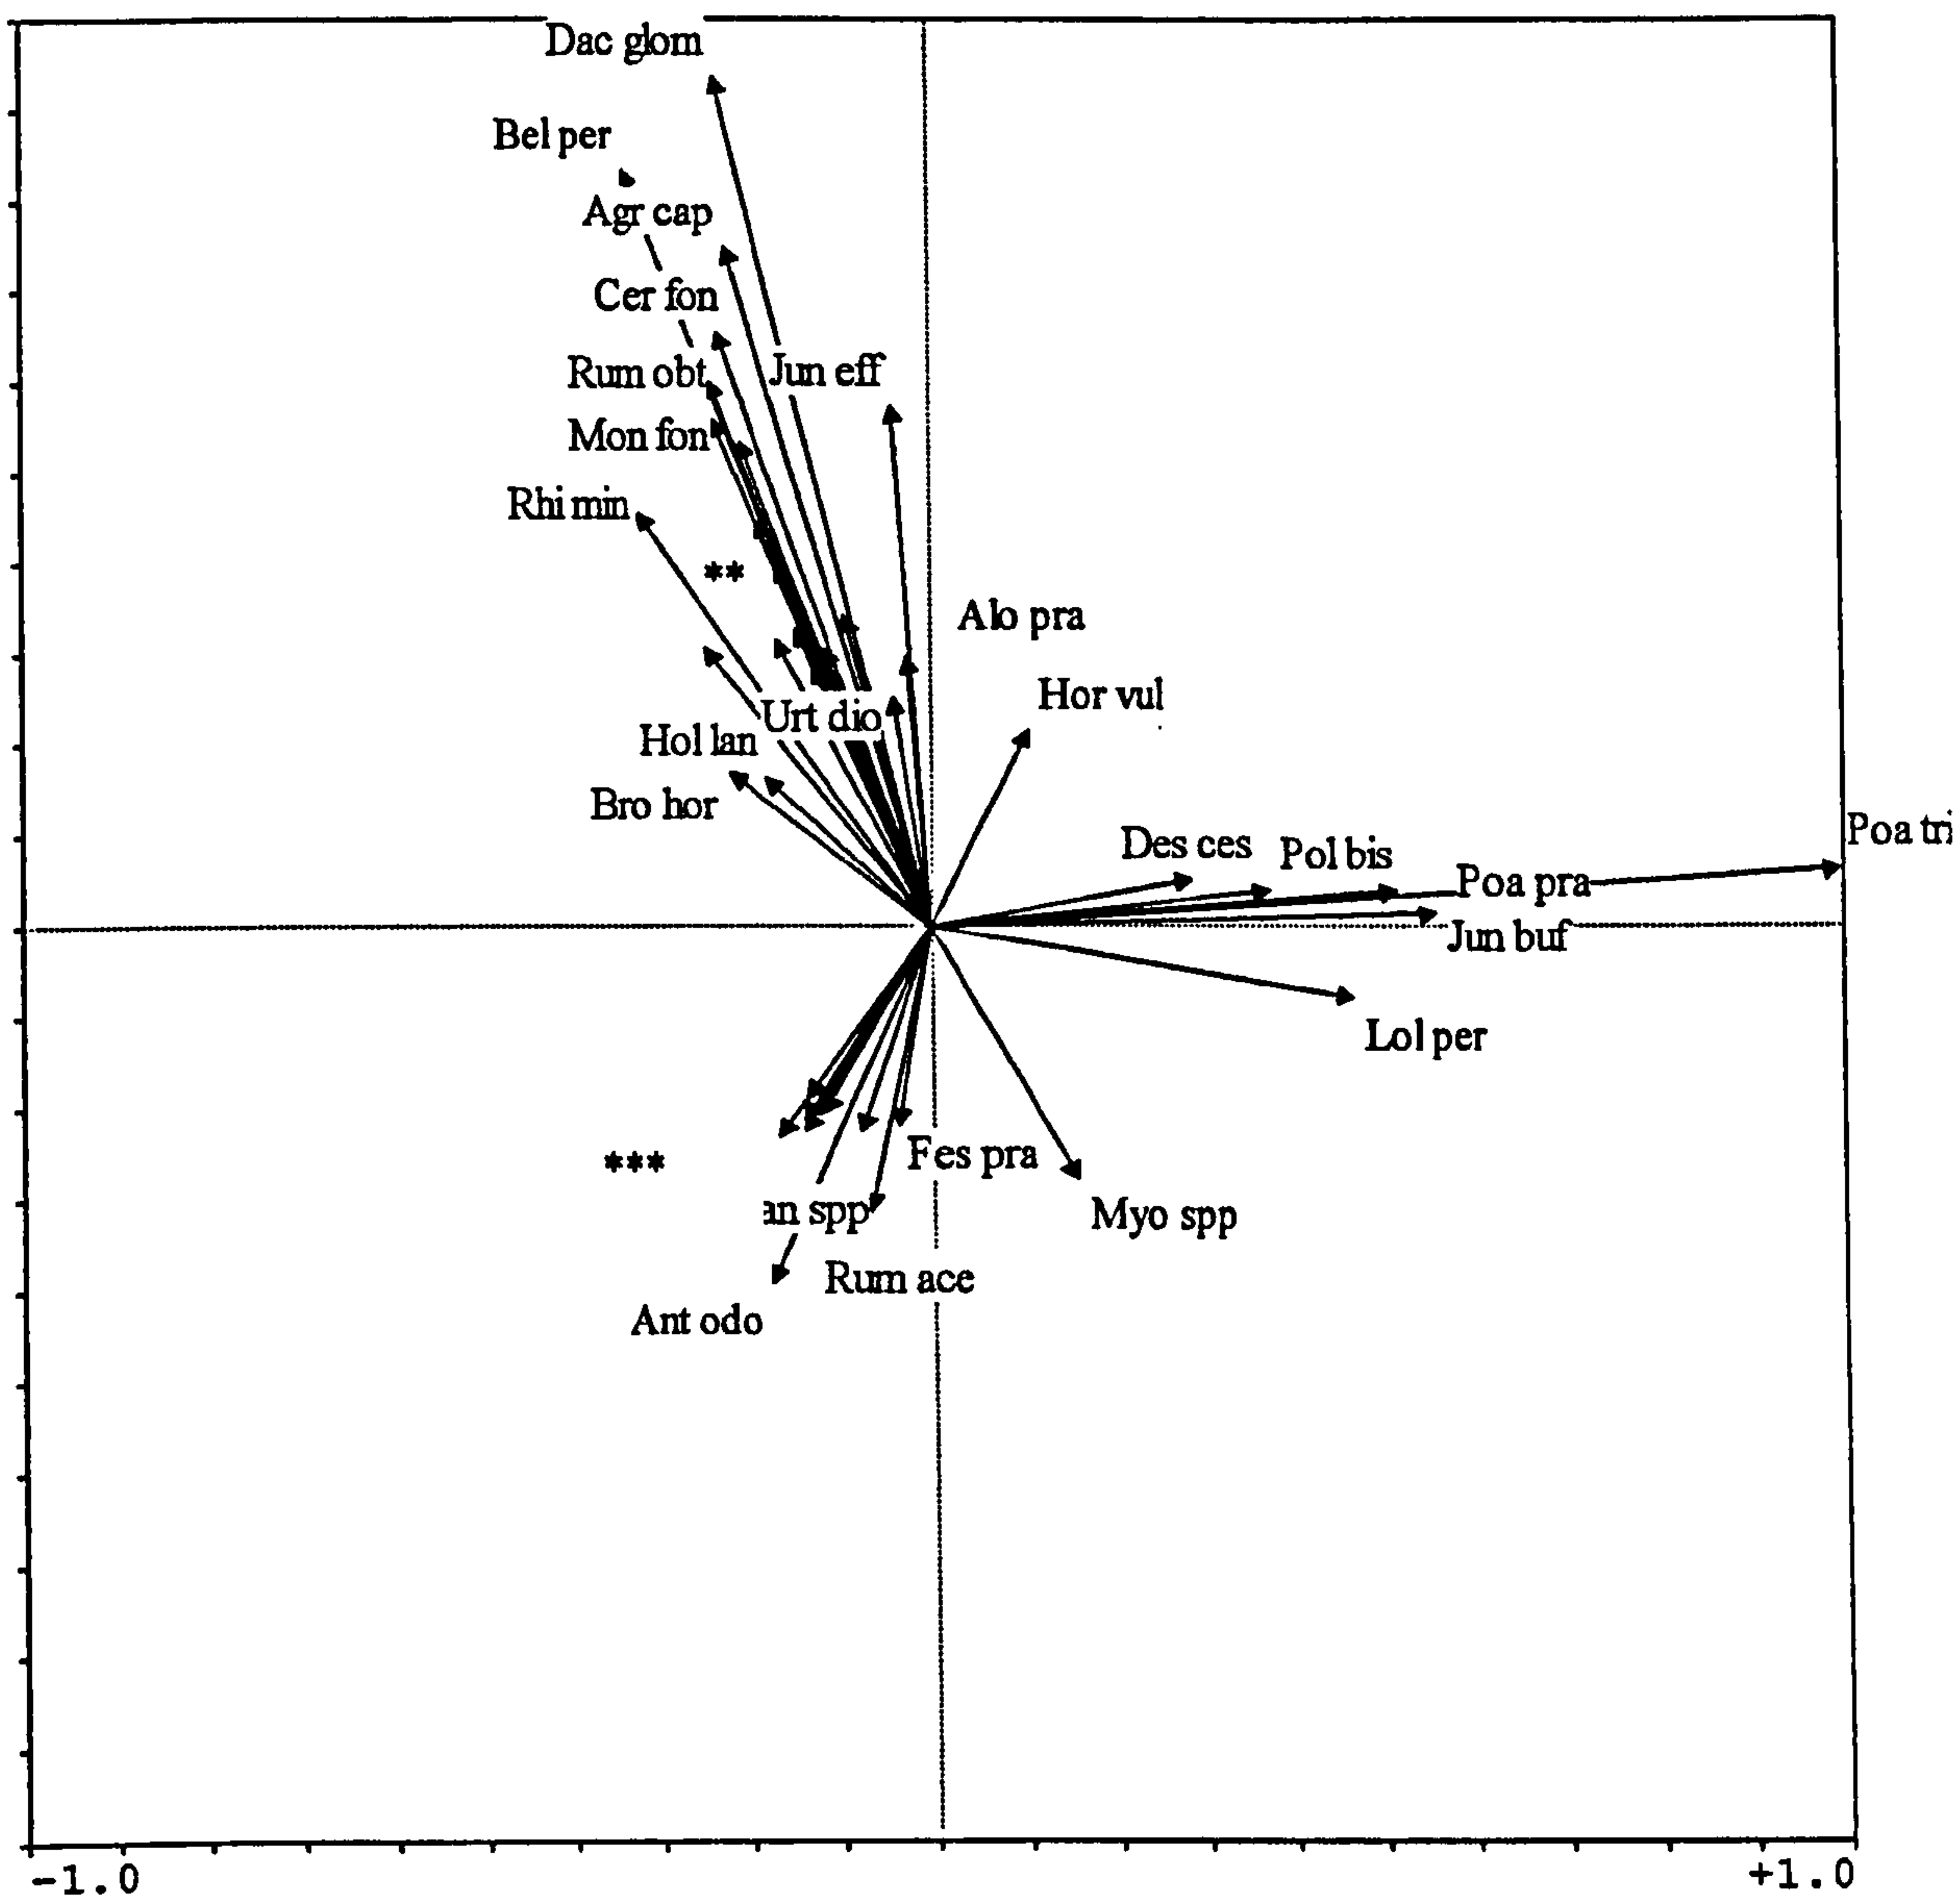 Dac glom
Bel per
Agr cap
Cer fon
Rum obt
Jun eff
Mon fon
Rhi min
**
Alo pra
Hor vul
Urt dio
Hol lan
Bro hor
Poa tri
Des ces
Pol bis
Poa pra
Jun buf
Lol per
Fes pra
***
an spp
Myo spp
Rum ace
Ant odo
-1.0
+1.0